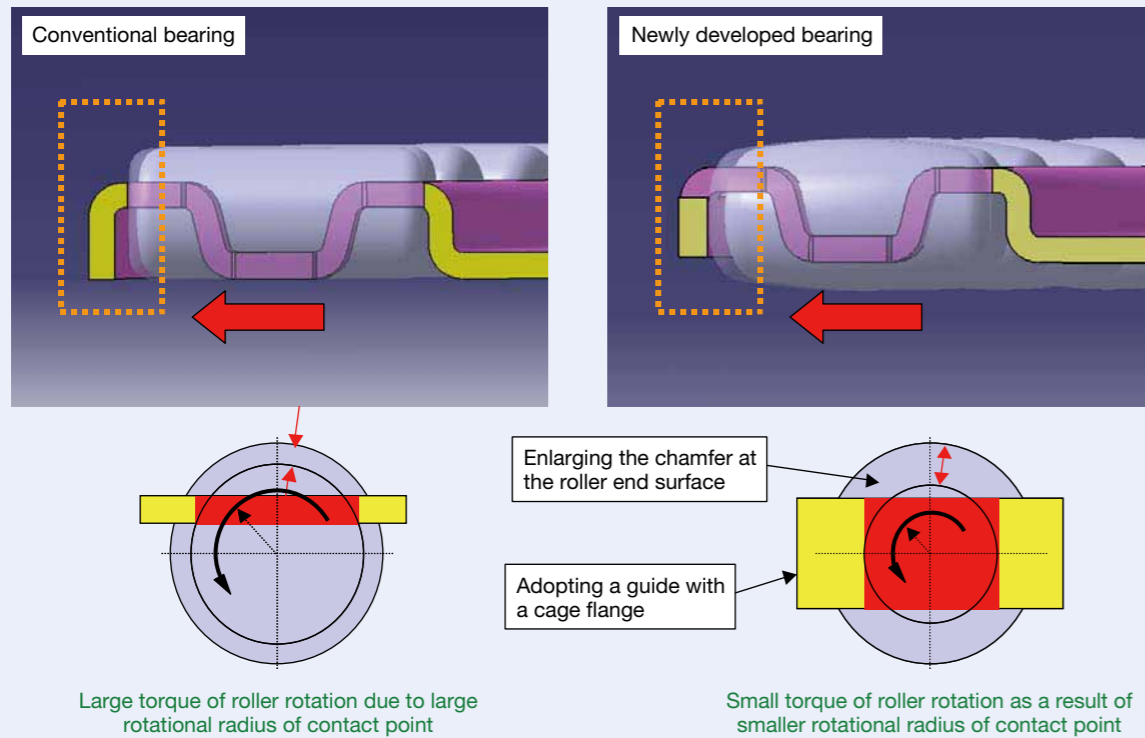 Conventional bearing
Newly developed bearing
Enlarging the chamfer at
the roller end surface
Adopting a guide with
a cage flange
Large torque of roller rotation due to large
rotational radius of contact point
Small torque of roller rotation as a result of
smaller rotational radius of contact point